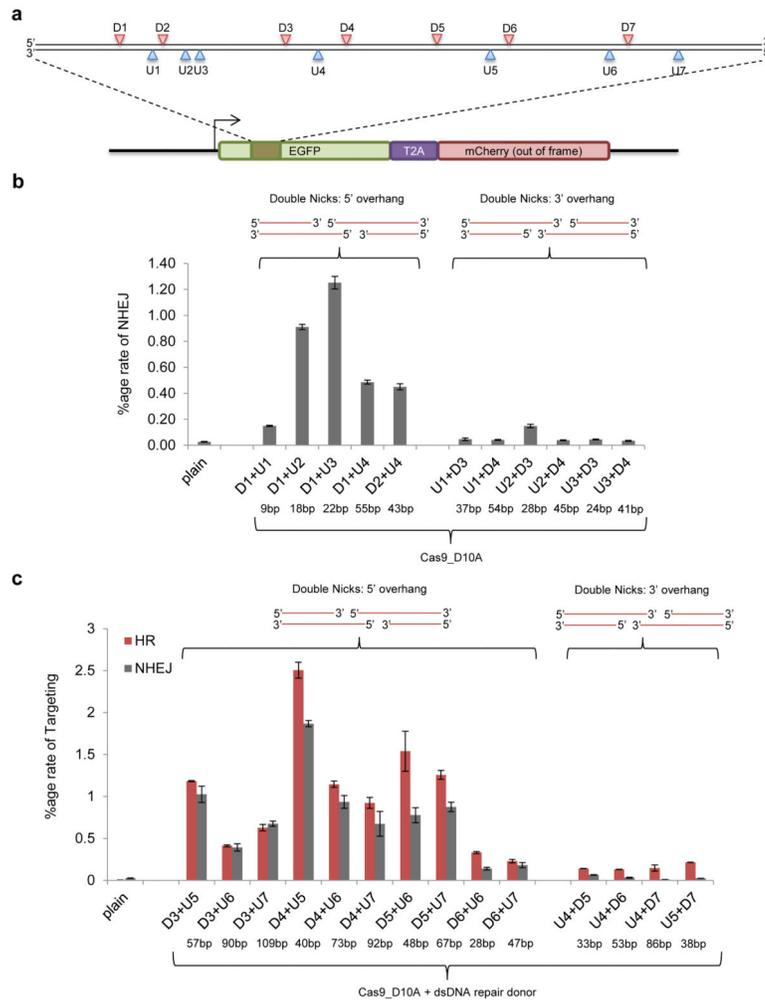 a
D1 D2 D3 D4 D5 D6 D7
5'
3'
U1 U2 U3 U4 U5 U6 U7
EGFP T2A mCherry (out of frame)
b
Double Nicks: 5' overhang Double Nicks: 3' overhang
5' 3' 5' 3' 5' 3' 5' 3'
3' 5' 3' 5' 3' 5' 3' 5'
%age rate of NHEJ
1.40
1.20
1.00
0.80
0.60
0.40
0.20
0.00
plain D1+U1 D1+U2 D1+U3 D1+U4 D2+U4 U1+D3 U1+D4 U2+D3 U2+D4 U3+D3 U3+D4
9bp 18bp 22bp 55bp 43bp 37bp 54bp 28bp 45bp 24bp 41bp
Cas9_D10A
c
Double Nicks: 5' overhang Double Nicks: 3' overhang
5' 3' 5' 3' 5' 3' 5' 3'
3' 5' 3' 5' 3' 5' 3' 5'
%age rate of Targeting
3
2.5
2
1.5
1
0.5
0
HR
NHEJ
plain D3+U5 D3+U6 D3+U7 D4+U5 D4+U6 D4+U7 D5+U6 D5+U7 D6+U6 D6+U7 U4+D5 U4+D6 U4+D7 U5+D7
57bp 90bp 109bp 40bp 73bp 92bp 48bp 67bp 28bp 47bp 33bp 53bp 86bp 38bp
Cas9_D10A + dsDNA repair donor